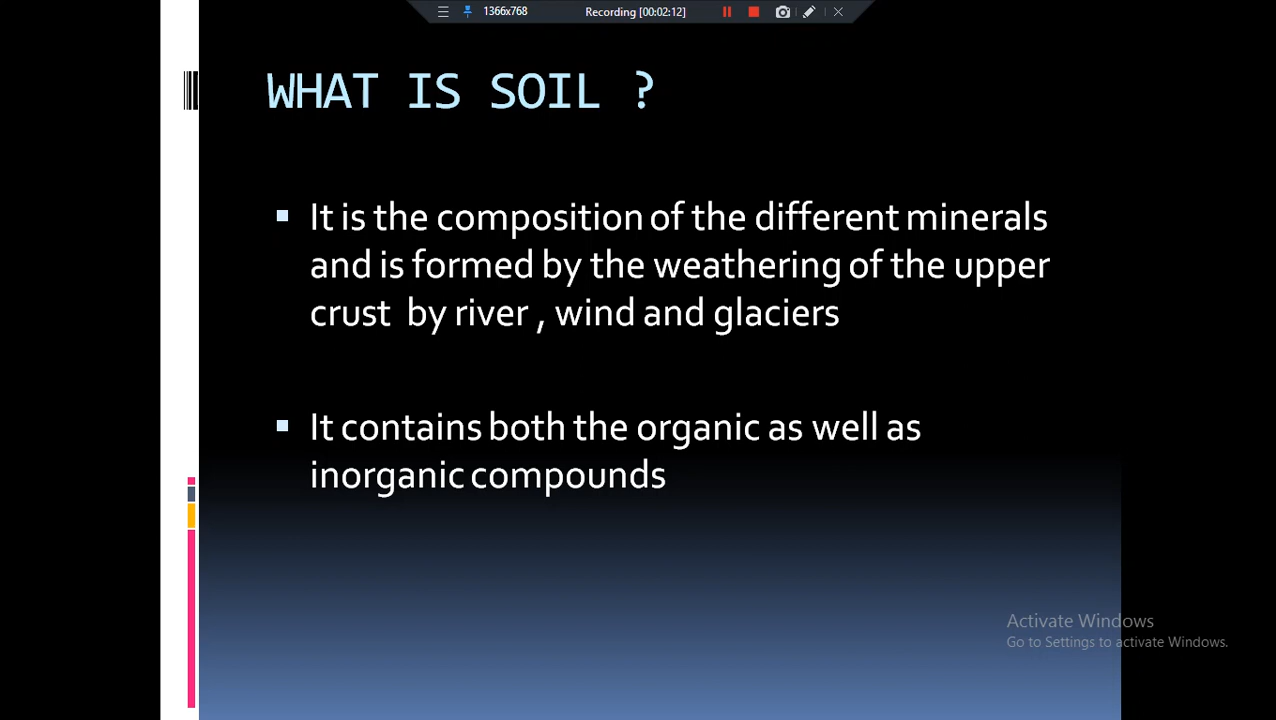 1366x768 Recording [00:02:12]
WHAT IS SOIL ?
It is the composition of the different minerals
and is formed by the weathering of the upper
crust by river , wind and glaciers
It contains both the organic as well as
inorganic compounds
Activate Windows
Go to Settings to activate Windows.